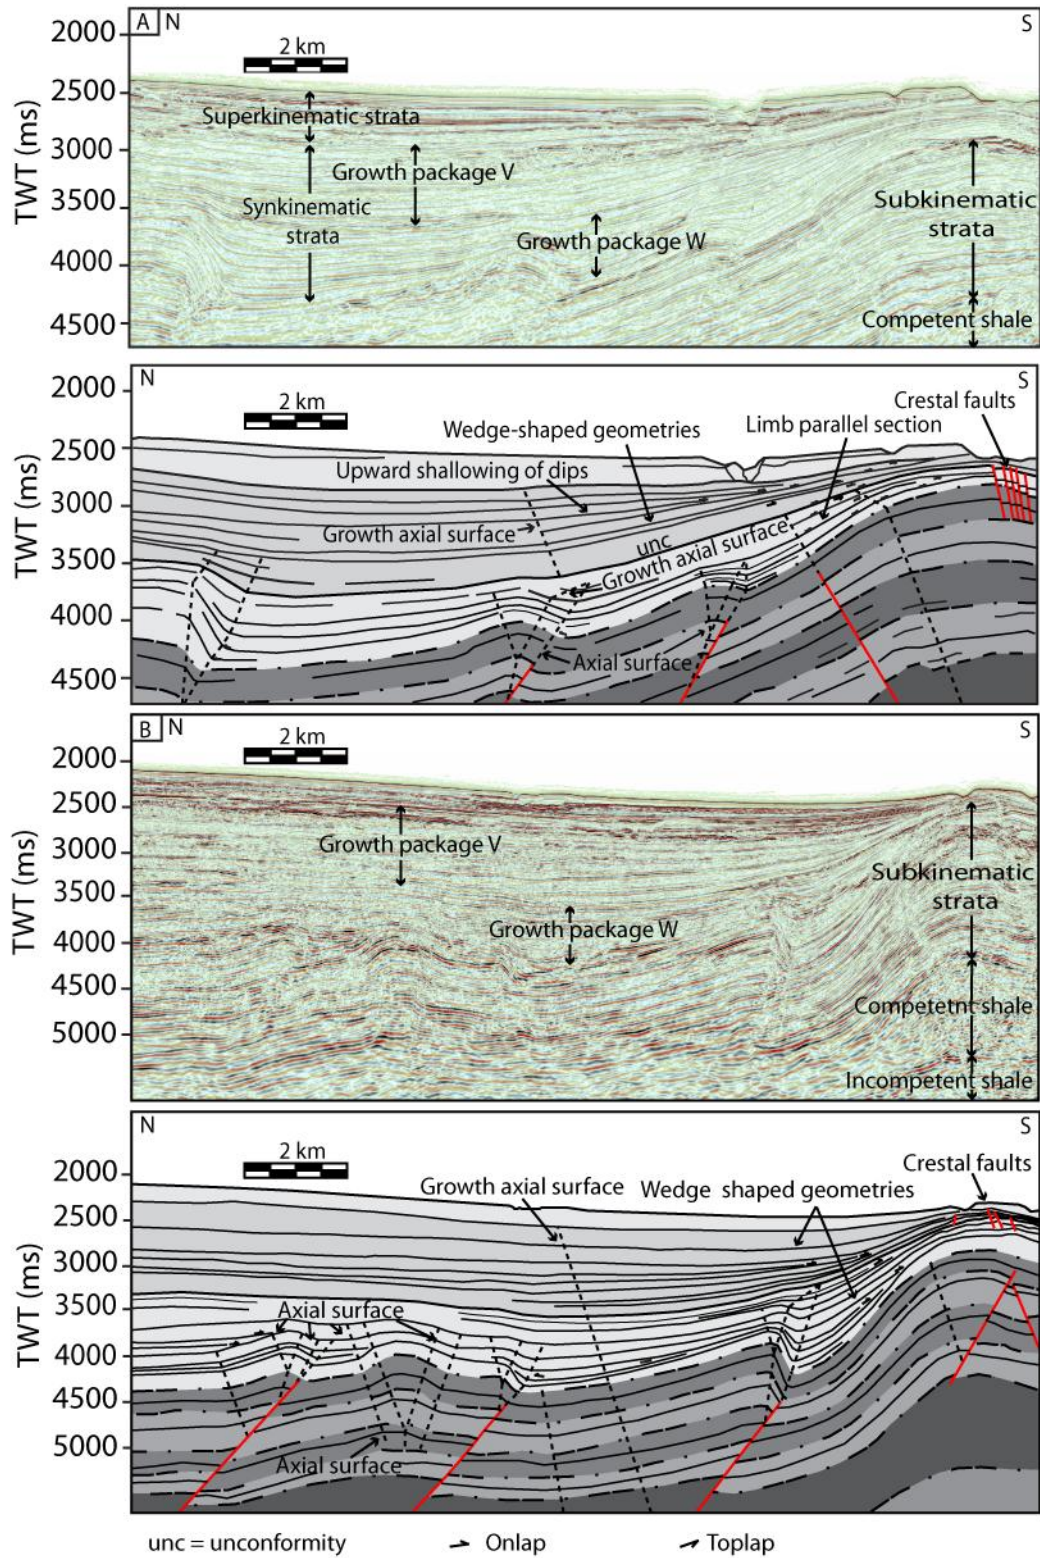 A N
S
2 km
2000
2500
3000
3500
4000
4500
TWT (ms)
Superkinematic strata
Growth package V
Synkinematic
strata
Growth package W
Subkinematic
strata
Competent shale
N
S
2 km
2000
2500
3000
3500
4000
4500
TWT (ms)
Crestal faults
Wedge-shaped geometries
Limb parallel section
Upward shallowing of dips
Growth axial surface
unc
Growth axial surface
Axial surface
B N
S
2 km
2000
2500
3000
3500
4000
4500
5000
TWT (ms)
Growth package V
Growth package W
Subkinematic
strata
Competetnt shale
Incompetent shale
N
S
2 km
2000
2500
3000
3500
4000
4500
5000
TWT (ms)
Crestal faults
Growth axial surface
Wedge shaped geometries
Axial surface
Axial surface
unc = unconformity
Onlap
Toplap